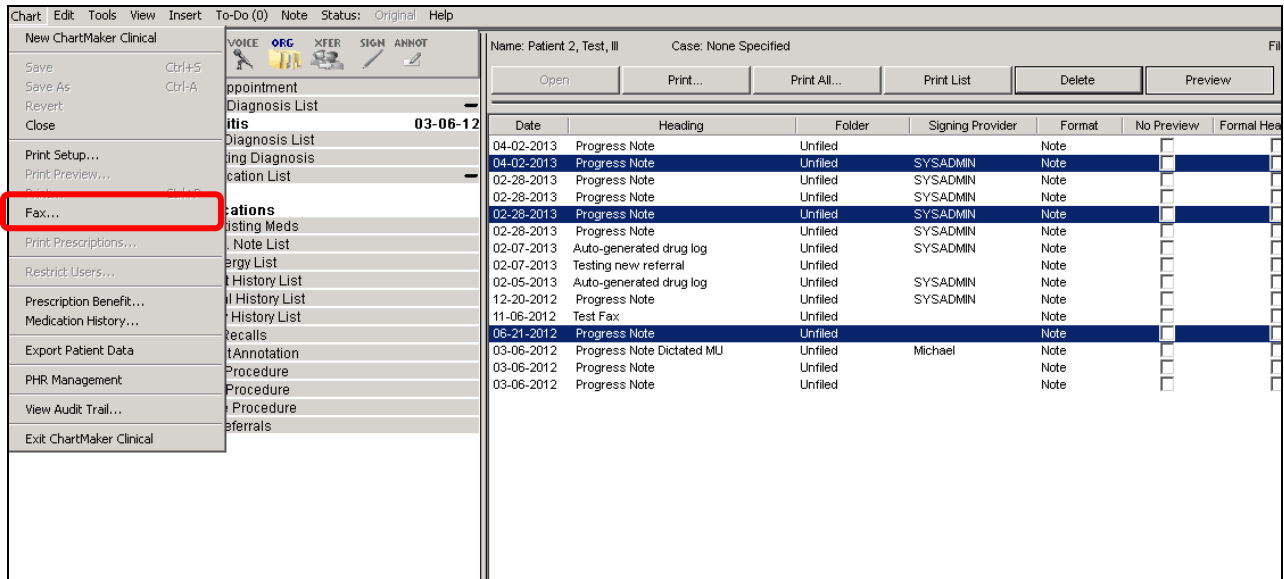 Chart Edit Tools View Insert To-Do (0) Note Status: Original Help
New ChartMaker Clinical
Save Ctrl+S
Save As Ctrl-A
Revert
Close
Print Setup...
Print Preview...
Fax...
Print Prescriptions...
Restrict Users...
Prescription Benefit...
Medication History...
Export Patient Data
PHR Management
View Audit Trail...
Exit ChartMaker Clinical
VOICE ORG XFER SIGN ANNOT
ppointment
Diagnosis List
itis 03-06-12
Diagnosis List
ing Diagnosis
cation List
cations
isting Meds
. Note List
ergy List
t History List
l History List
History List
Recalls
tAnnotation
Procedure
Procedure
e Procedure
eferrals
Name: Patient 2, Test, III Case: None Specified Fil
Open Print... Print All... Print List Delete Preview
Date Heading Folder Signing Provider Format No Preview Formal Hea
04-02-2013 Progress Note Unfiled Note
04-02-2013 Progress Note Unfiled SYSADMIN Note
02-28-2013 Progress Note Unfiled SYSADMIN Note
02-28-2013 Progress Note Unfiled SYSADMIN Note
02-28-2013 Progress Note Unfiled SYSADMIN Note
02-28-2013 Progress Note Unfiled SYSADMIN Note
02-07-2013 Auto-generated drug log Unfiled SYSADMIN Note
02-07-2013 Testing new referral Unfiled Note
02-05-2013 Auto-generated drug log Unfiled SYSADMIN Note
12-20-2012 Progress Note Unfiled SYSADMIN Note
11-06-2012 Test Fax Unfiled Note
06-21-2012 Progress Note Unfiled Note
03-06-2012 Progress Note Dictated MU Unfiled Michael Note
03-06-2012 Progress Note Unfiled Note
03-06-2012 Progress Note Unfiled Note